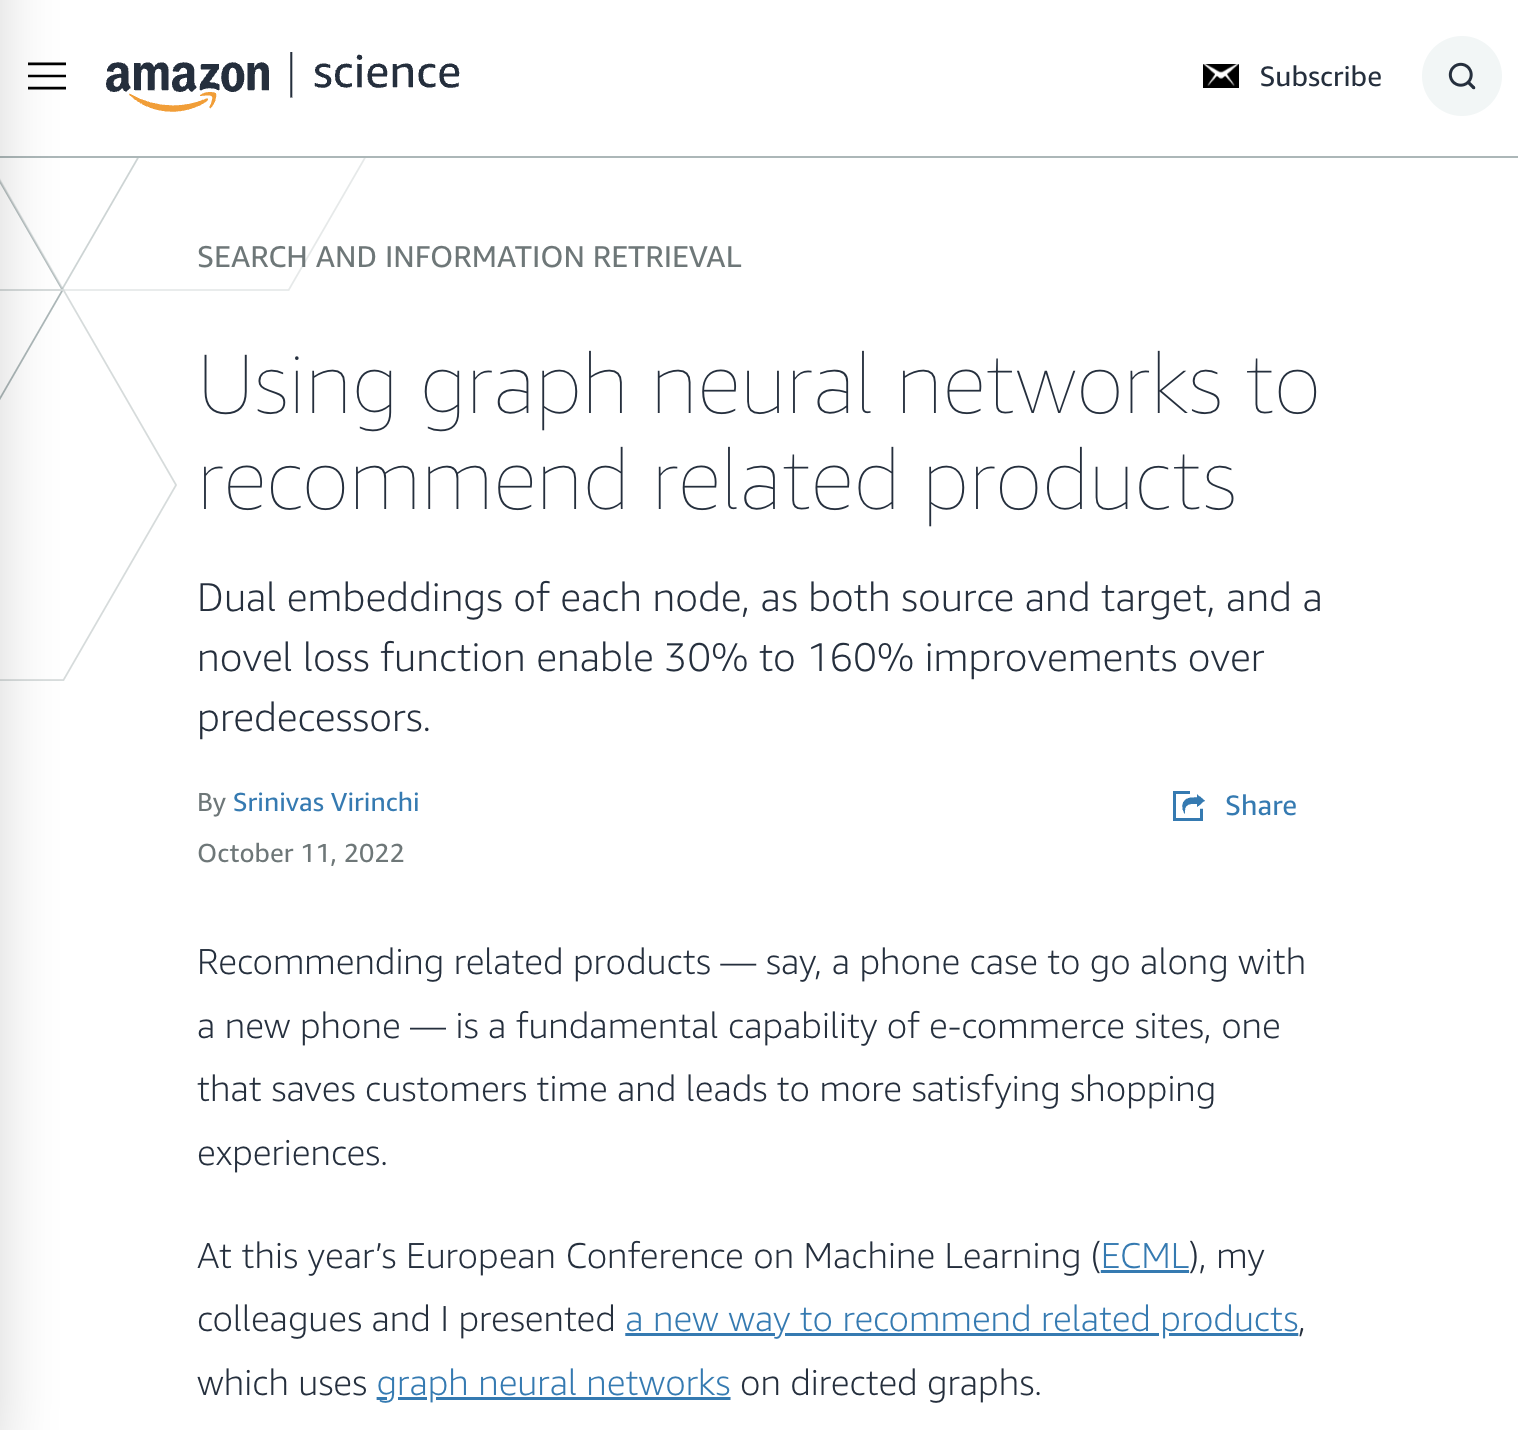 amazon | science
Subscribe
SEARCH AND INFORMATION RETRIEVAL
Using graph neural networks to
recommend related products
Dual embeddings of each node, as both source and target, and a
novel loss function enable 30% to 160% improvements over
predecessors.
By Srinivas Virinchi
Share
October 11, 2022
Recommending related products — say, a phone case to go along with
a new phone — is a fundamental capability of e-commerce sites, one
that saves customers time and leads to more satisfying shopping
experiences.
At this year’s European Conference on Machine Learning (ECML), my
colleagues and I presented a new way to recommend related products,
which uses graph neural networks on directed graphs.